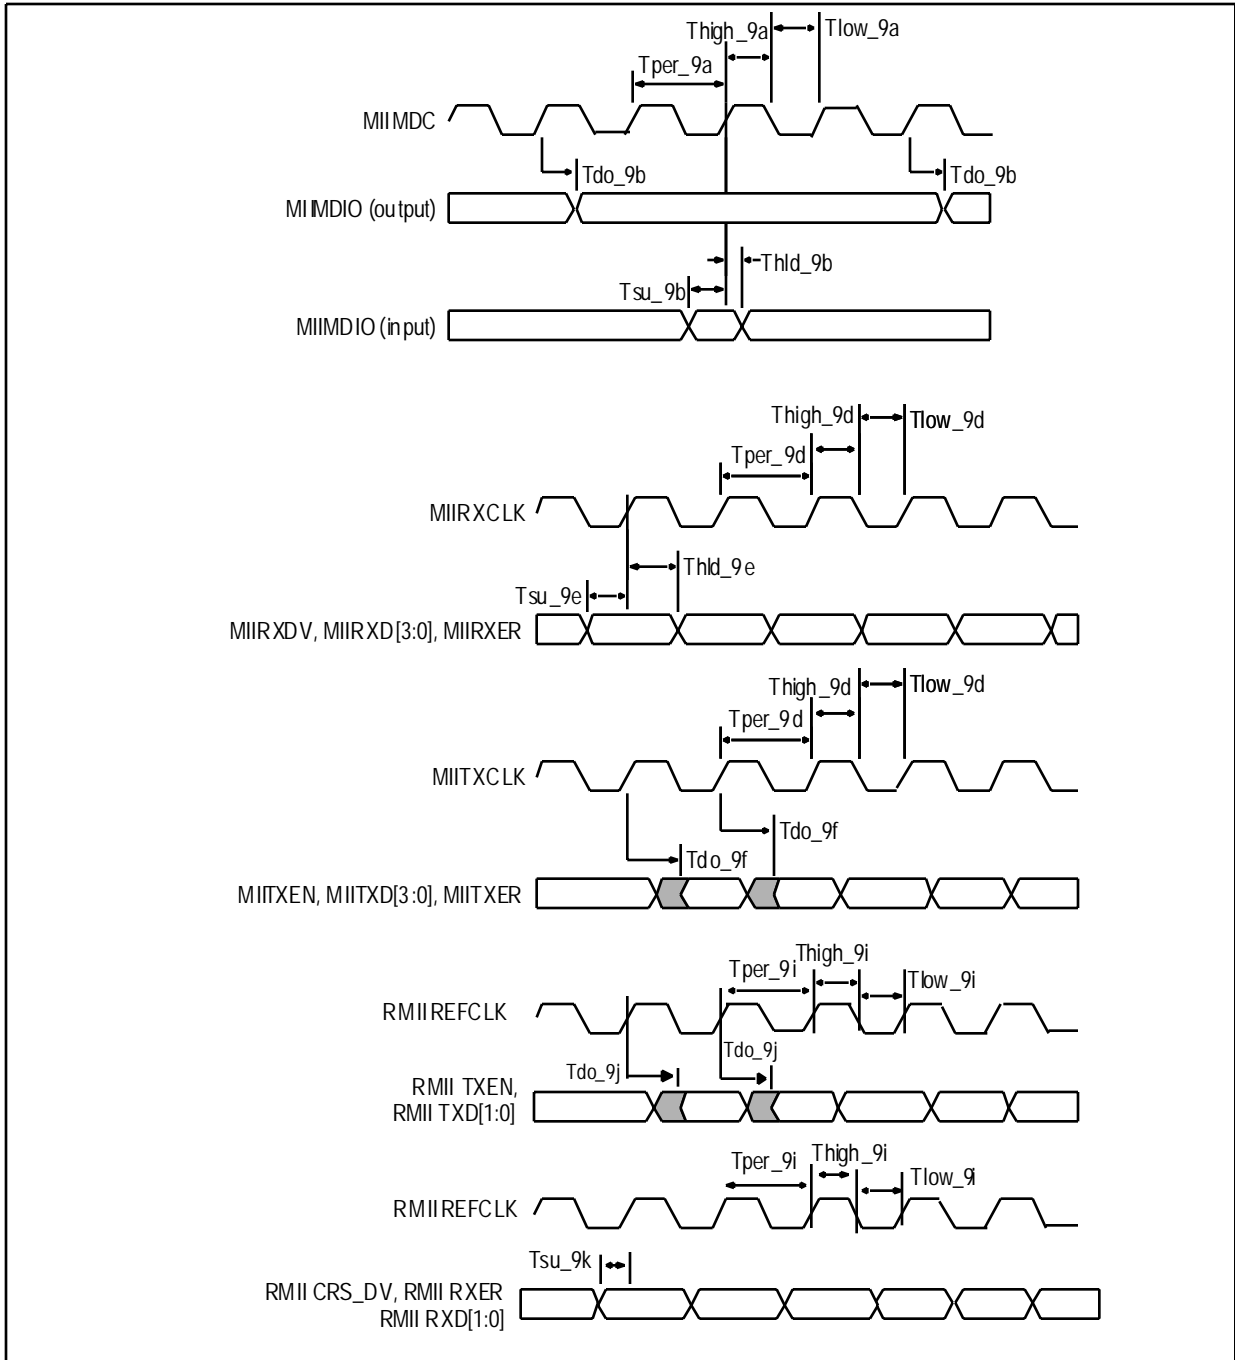 Thigh_9a
Tlow_9a
Tper_9a
MIIMDC
Tdo_9b
Tdo_9b
MIIMDIO (output)
Thld_9b
Tsu_9b
MIIMDIO (input)
Thigh_9d
Tlow_9d
Tper_9d
MIIRXCLK
Thld_9e
Tsu_9e
MIIRXDV, MIIRXD[3:0], MIIRXER
Thigh_9d
Tlow_9d
Tper_9d
MIITXCLK
Tdo_9f
Tdo_9f
MIITXEN, MIITXD[3:0], MIITXER
Thigh_9i
Tper_9i
Tlow_9i
RMIIREFCLK
Tdo_9j
Tdo_9j
RMII TXEN,
RMII TXD[1:0]
Thigh_9i
Tper_9i
Tlow_9i
RMIIREFCLK
Tsu_9k
RMII CRS_DV, RMII RXER
RMII RXD[1:0]